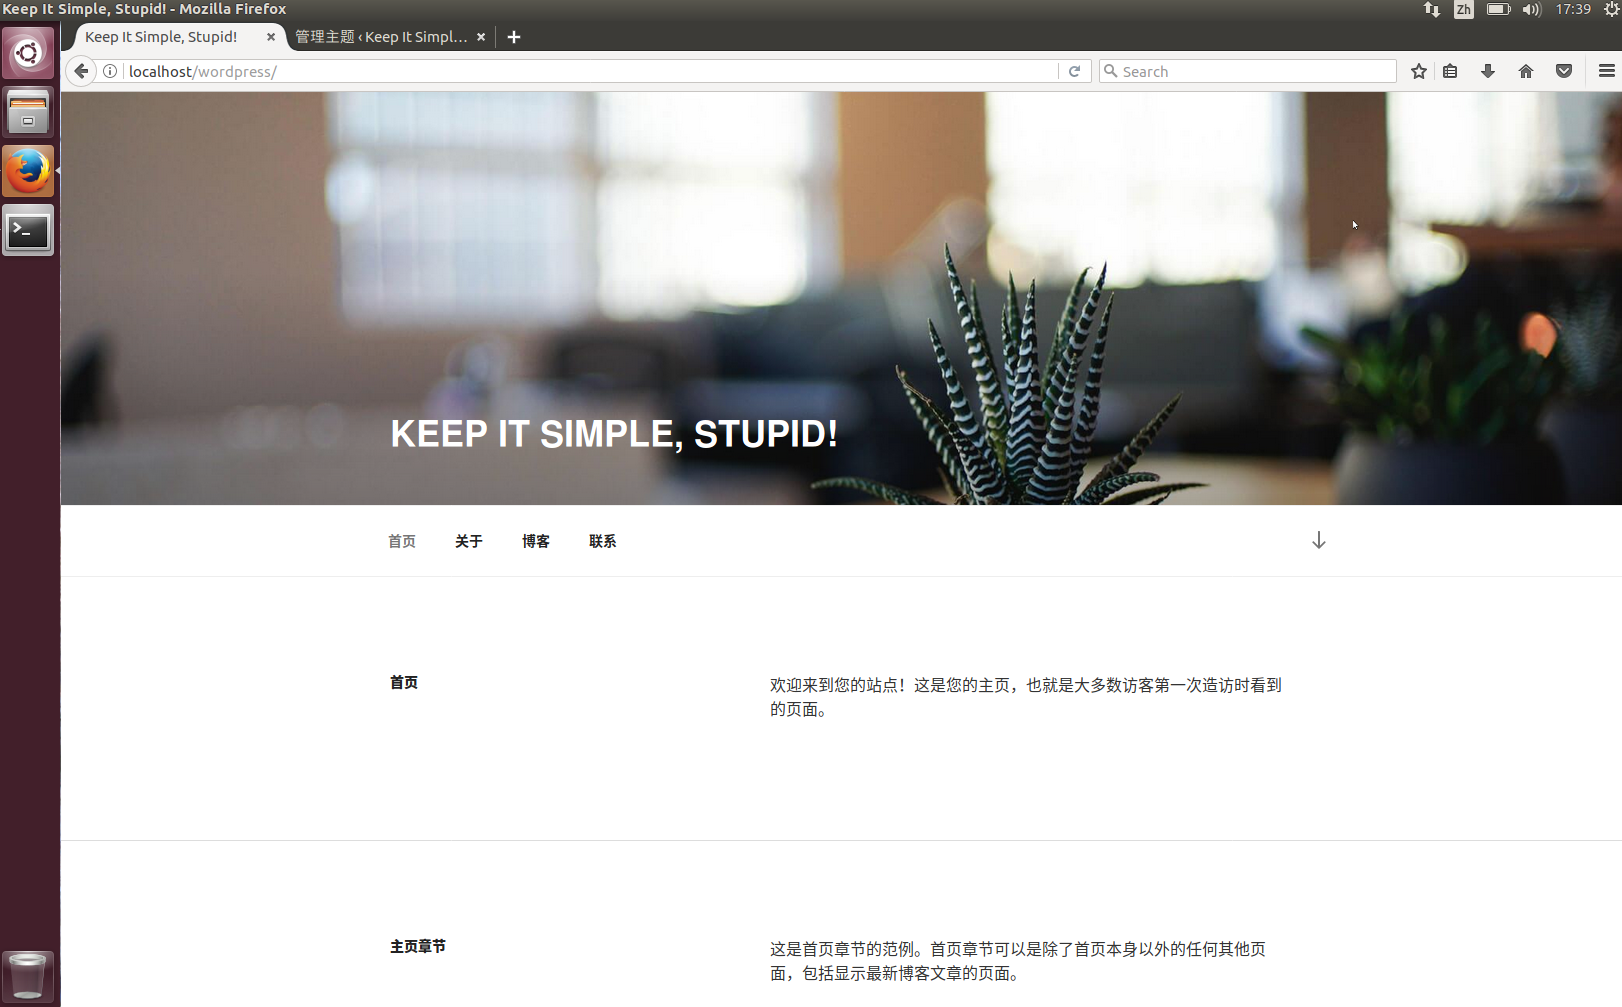 Keep It Simple, Stupid! - Mozilla Firefox
Zh
17:39
Keep It Simple, Stupid!
管理主题 ‹ Keep It Simpl...
localhost/wordpress/
Search
KEEP IT SIMPLE, STUPID!
首页
关于
博客
联系
首页
欢迎来到您的站点！这是您的主页，也就是大多数访客第一次造访时看到
的页面。
主页章节
这是首页章节的范例。首页章节可以是除了首页本身以外的任何其他页
面，包括显示最新博客文章的页面。